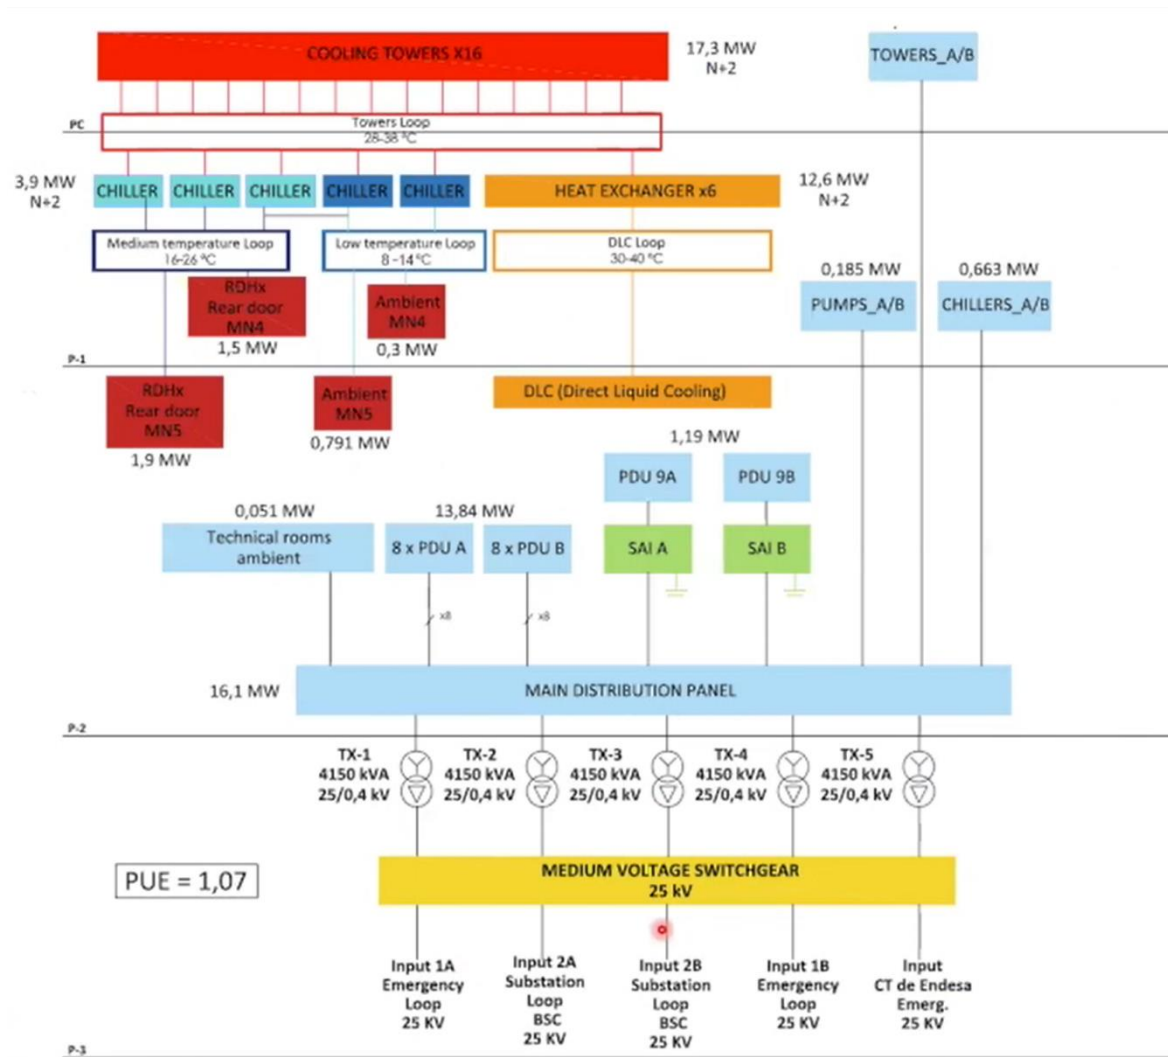 COOLING TOWERS X16
17,3 MW
N+2
TOWERS_A/B
PC
Towers Loop
28-38 ºC
3,9 MW
N+2
CHILLER
CHILLER
CHILLER
CHILLER
CHILLER
HEAT EXCHANGER x6
12,6 MW
N+2
Medium temperature Loop
16-26 ºC
Low temperature Loop
8 -14 ºC
DLC Loop
30-40 ºC
RDHx
Rear door
MN4
1,5 MW
Ambient
MN4
0,3 MW
0,185 MW
PUMPS_A/B
0,663 MW
CHILLERS_A/B
P-1
RDHx
Rear door
MN5
1,9 MW
Ambient
MN5
0,791 MW
DLC (Direct Liquid Cooling)
1,19 MW
PDU 9A
PDU 9B
0,051 MW
Technical rooms
ambient
13,84 MW
8 x PDU A
8 x PDU B
SAI A
SAI B
x8
x8
16,1 MW
MAIN DISTRIBUTION PANEL
P-2
TX-1
4150 kVA
25/0,4 kV
TX-2
4150 kVA
25/0,4 kV
TX-3
4150 kVA
25/0,4 kV
TX-4
4150 kVA
25/0,4 kV
TX-5
4150 kVA
25/0,4 kV
PUE = 1,07
MEDIUM VOLTAGE SWITCHGEAR
25 kV
Input 1A
Emergency
Loop
25 KV
Input 2A
Substation
Loop
BSC
25 KV
Input 2B
Substation
Loop
BSC
25 KV
Input 1B
Emergency
Loop
25 KV
Input
CT de Endesa
Emerg.
25 KV
P-3